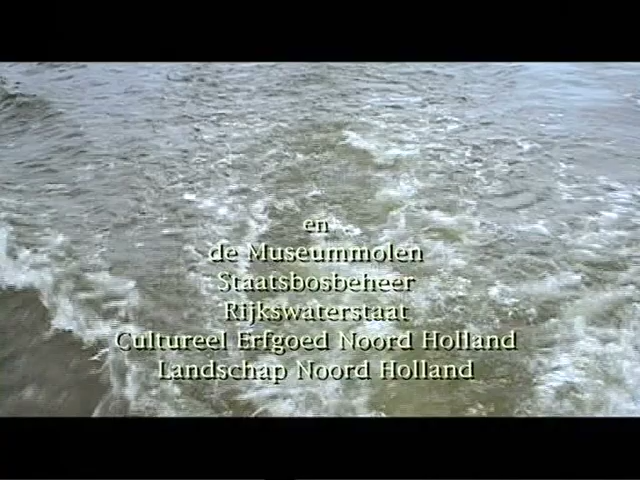 en
de Museummolen
Staatsbosbeheer
Rijkswaterstaat
Cultureel Erfgoed Noord Holland
Landschap Noord Holland